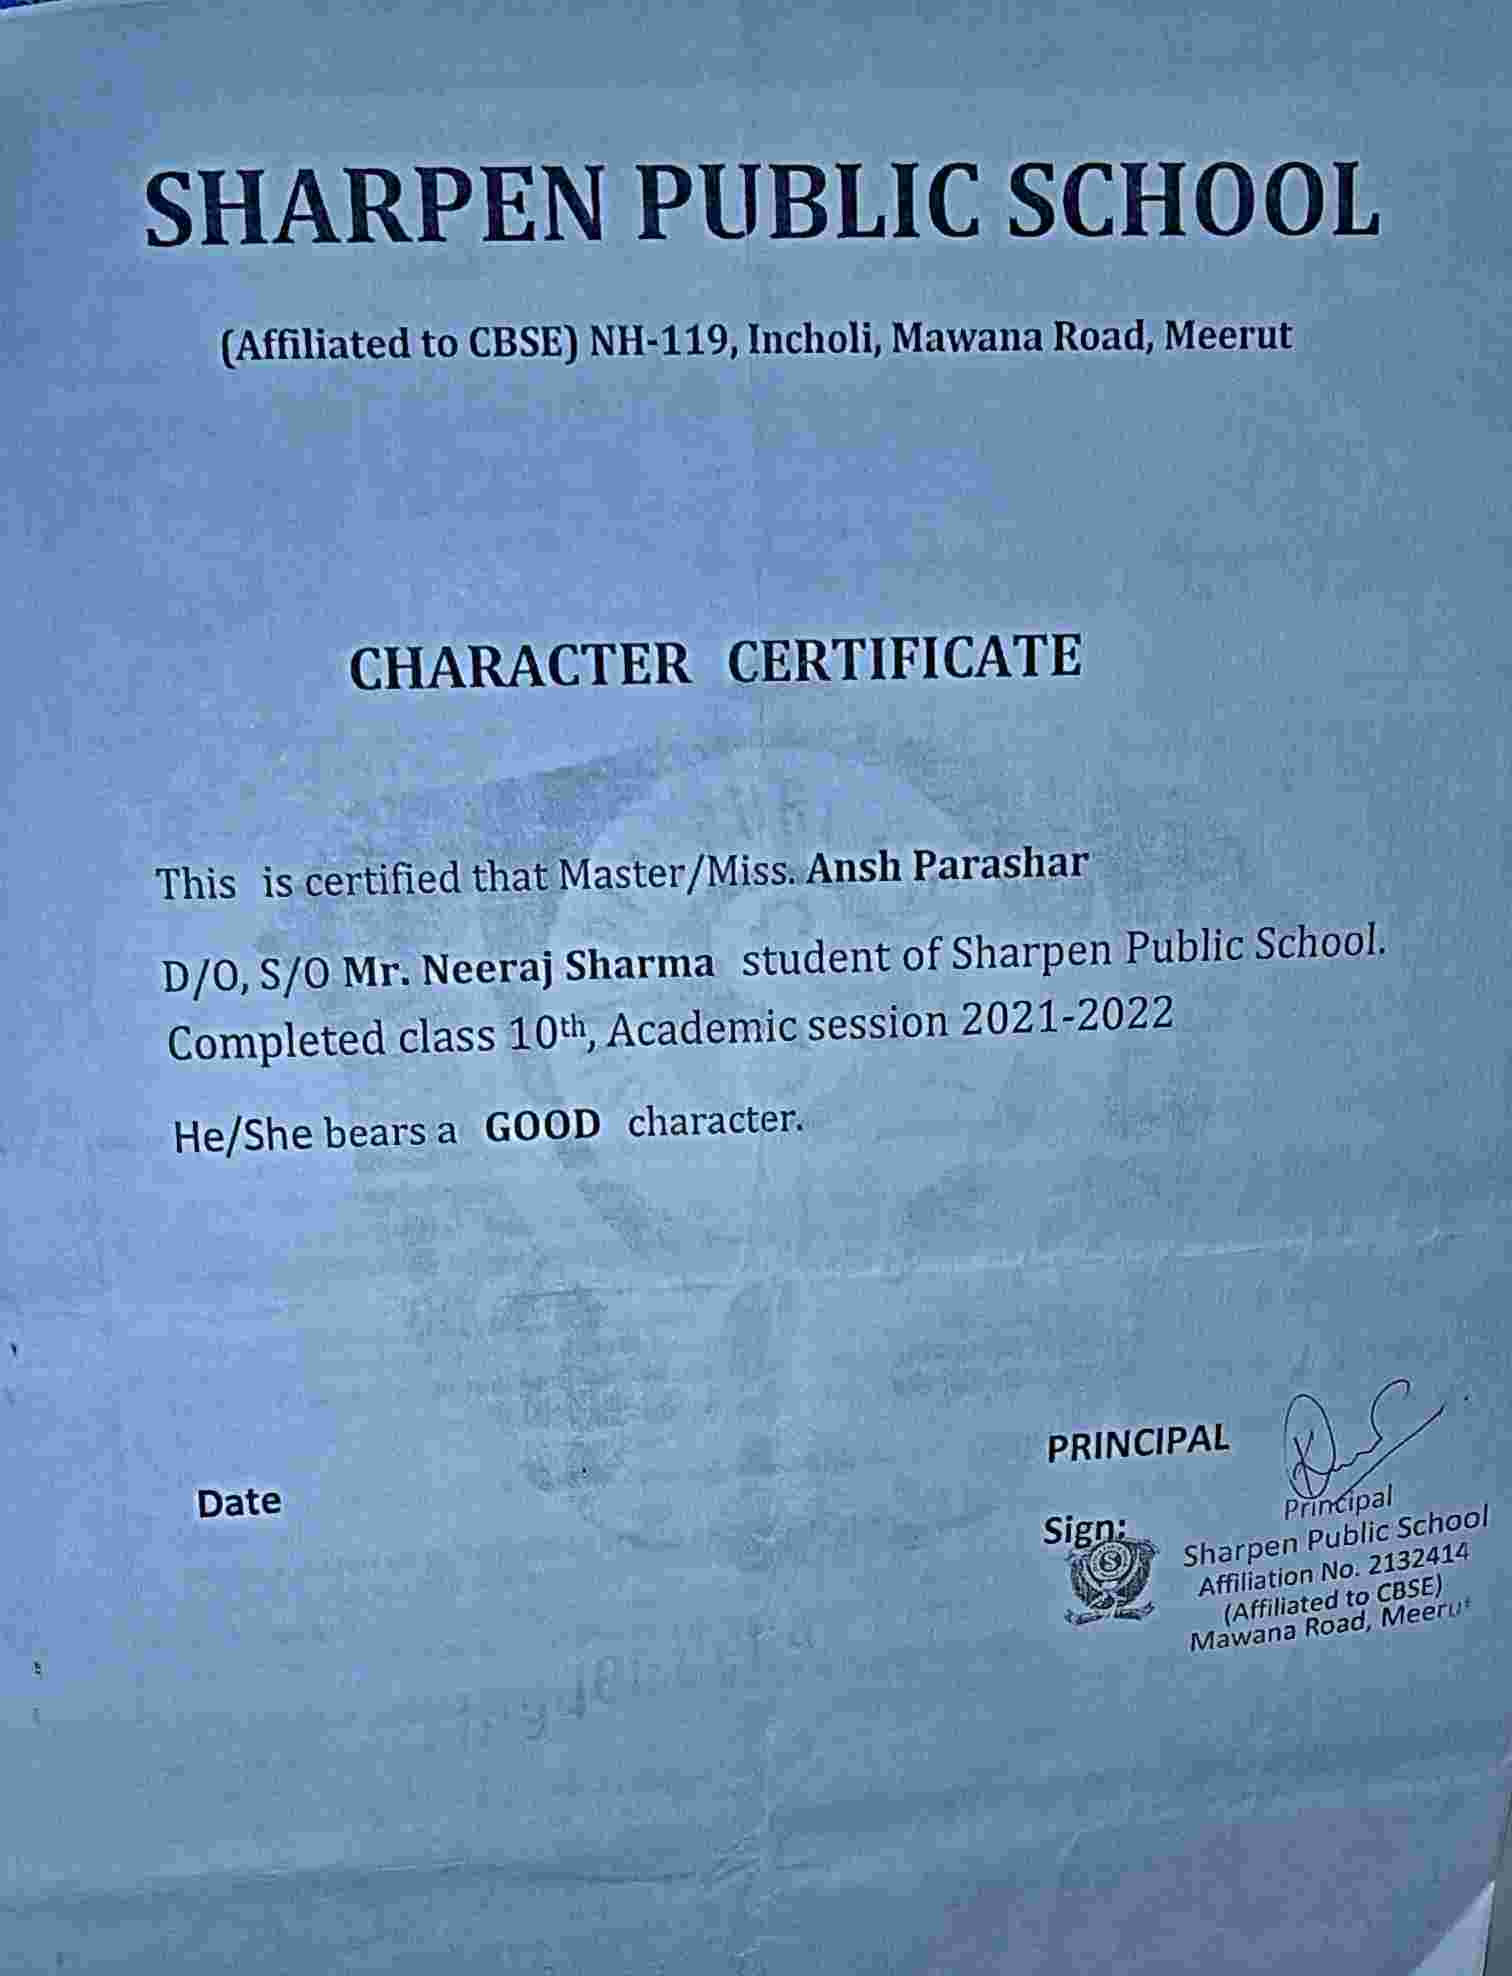 SHARPEN PUBLIC SCHOOL
(Affiliated to CBSE) NH-119, Incholi, Mawana Road, Meerut
CHARACTER CERTIFICATE
This is certified that Master/Miss. Ansh Parashar
D/O, S/O Mr. Neeraj Sharma student of Sharpen Public School.
Completed class 10th, Academic session 2021-2022
He/She bears a GOOD character.
Date
PRINCIPAL
Sign:
Principal
Sharpen Public School
Affiliation No. 2132414
(Affiliated to CBSE)
Mawana Road, Meerut